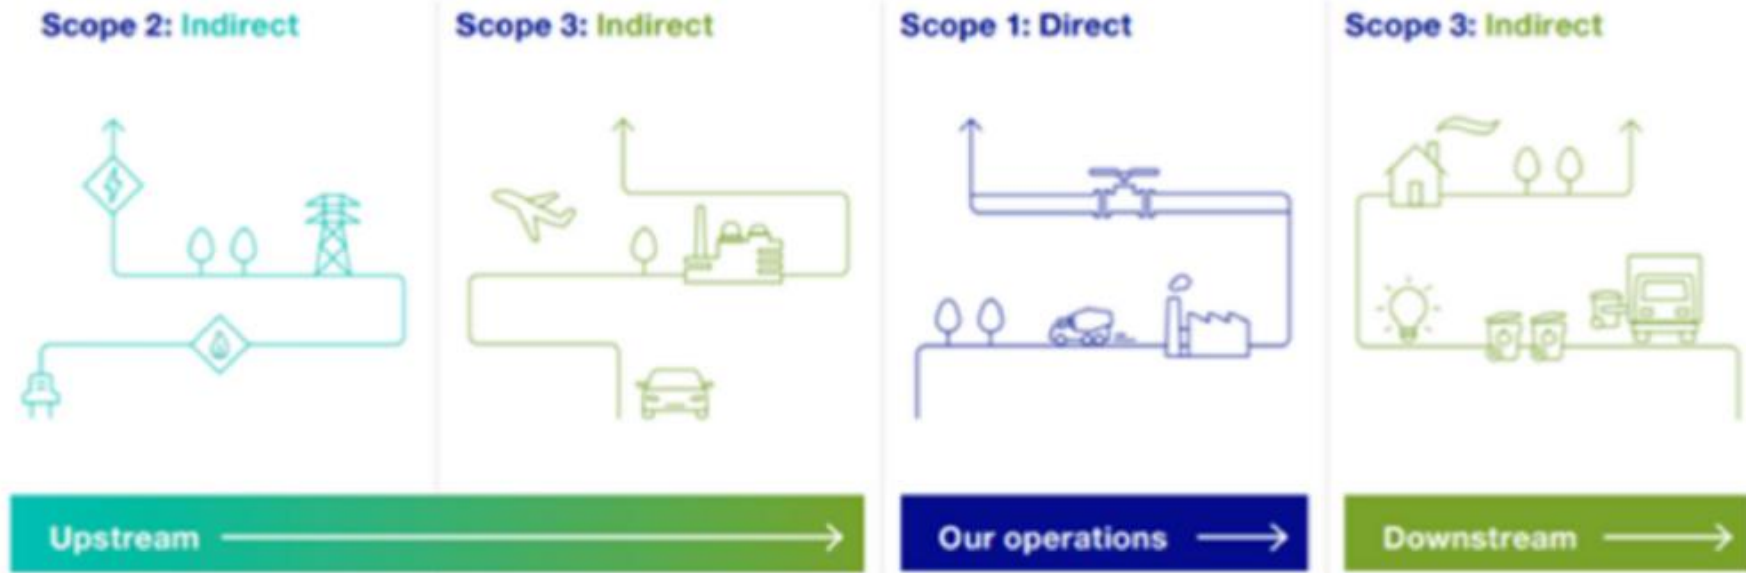 Scope 2: Indirect
Scope 3: Indirect
Scope 1: Direct
Scope 3: Indirect
Upstream
Our operations
Downstream